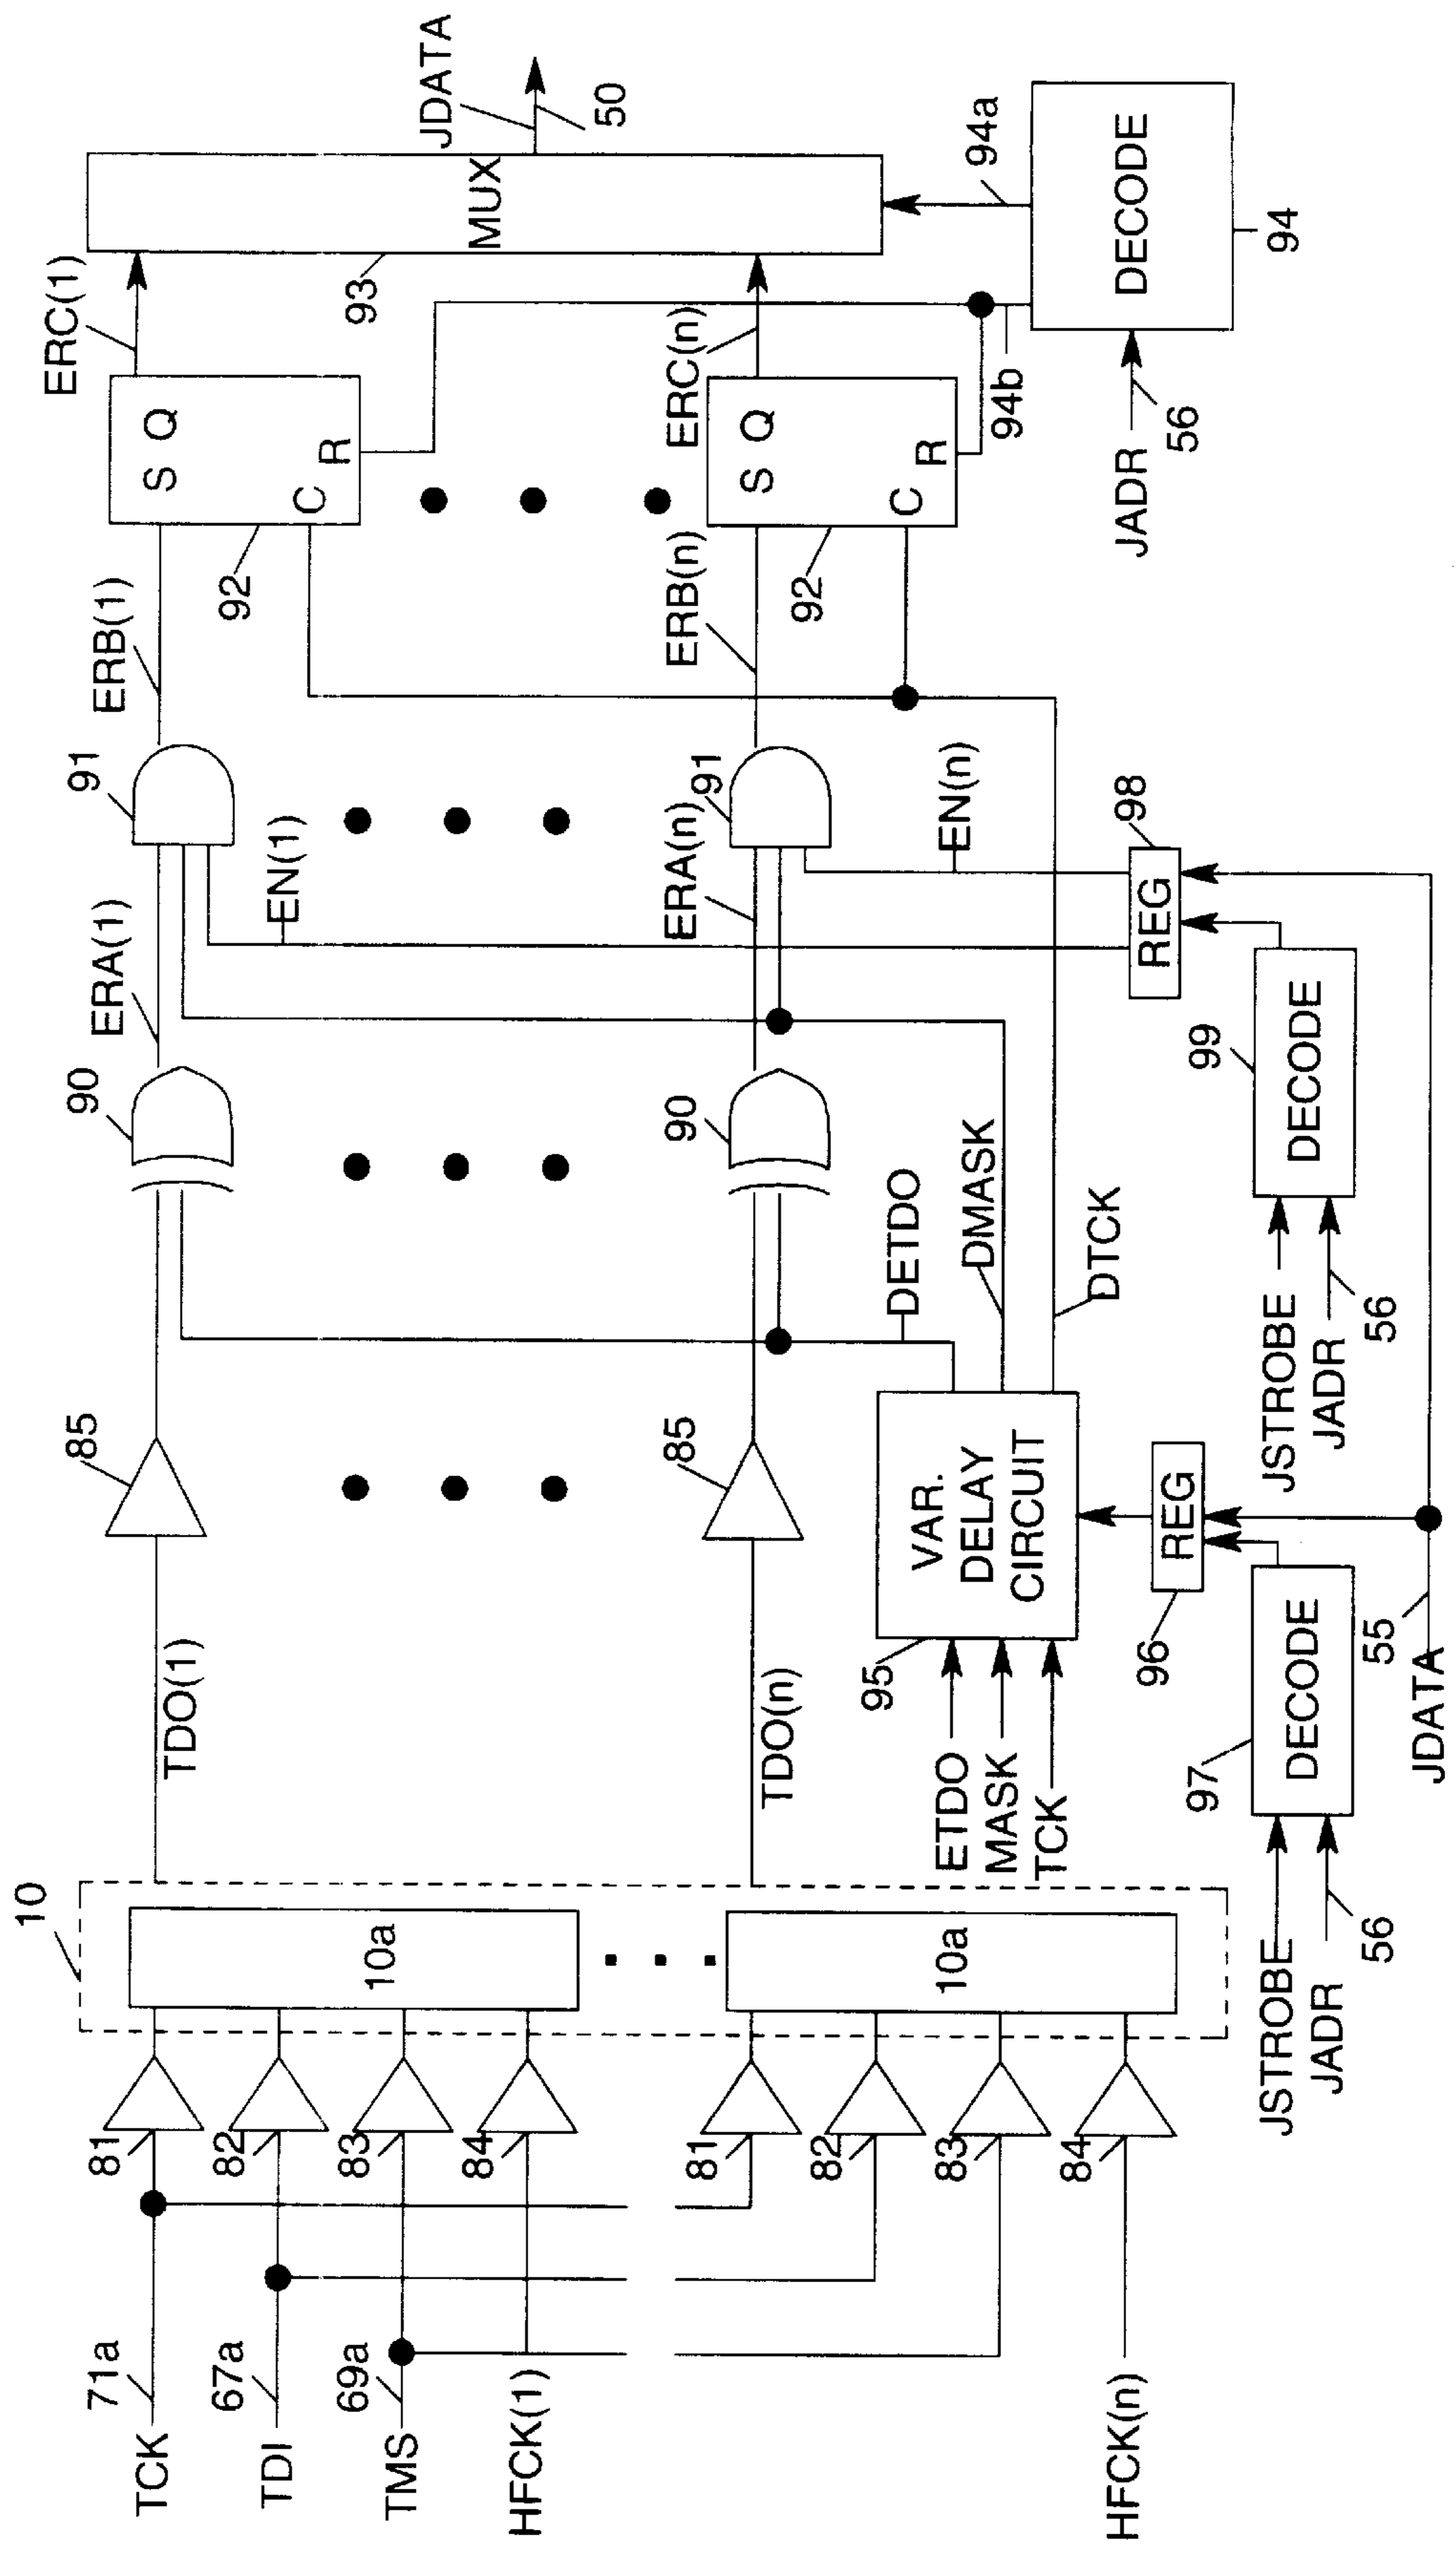 TCK
71a
81
TDI
67a
82
TMS
69a
83
HFCK(1)
84
81
82
83
HFCK(n)
84
10
10a
10a
TDO(1)
TDO(n)
85
85
90
90
ERA(1)
ERA(n)
91
91
EN(1)
EN(n)
ERB(1)
ERB(n)
92
S Q
C R
92
S Q
C R
ERC(1)
ERC(n)
93
MUX
JDATA
50
94a
94b
JADR
56
DECODE
94
ETDO
MASK
TCK
95
VAR.
DELAY
CIRCUIT
DETDO
DMASK
DTCK
96
REG
97
DECODE
JSTROBE
JADR
56
JDATA
55
98
REG
99
DECODE
JSTROBE
JADR
56